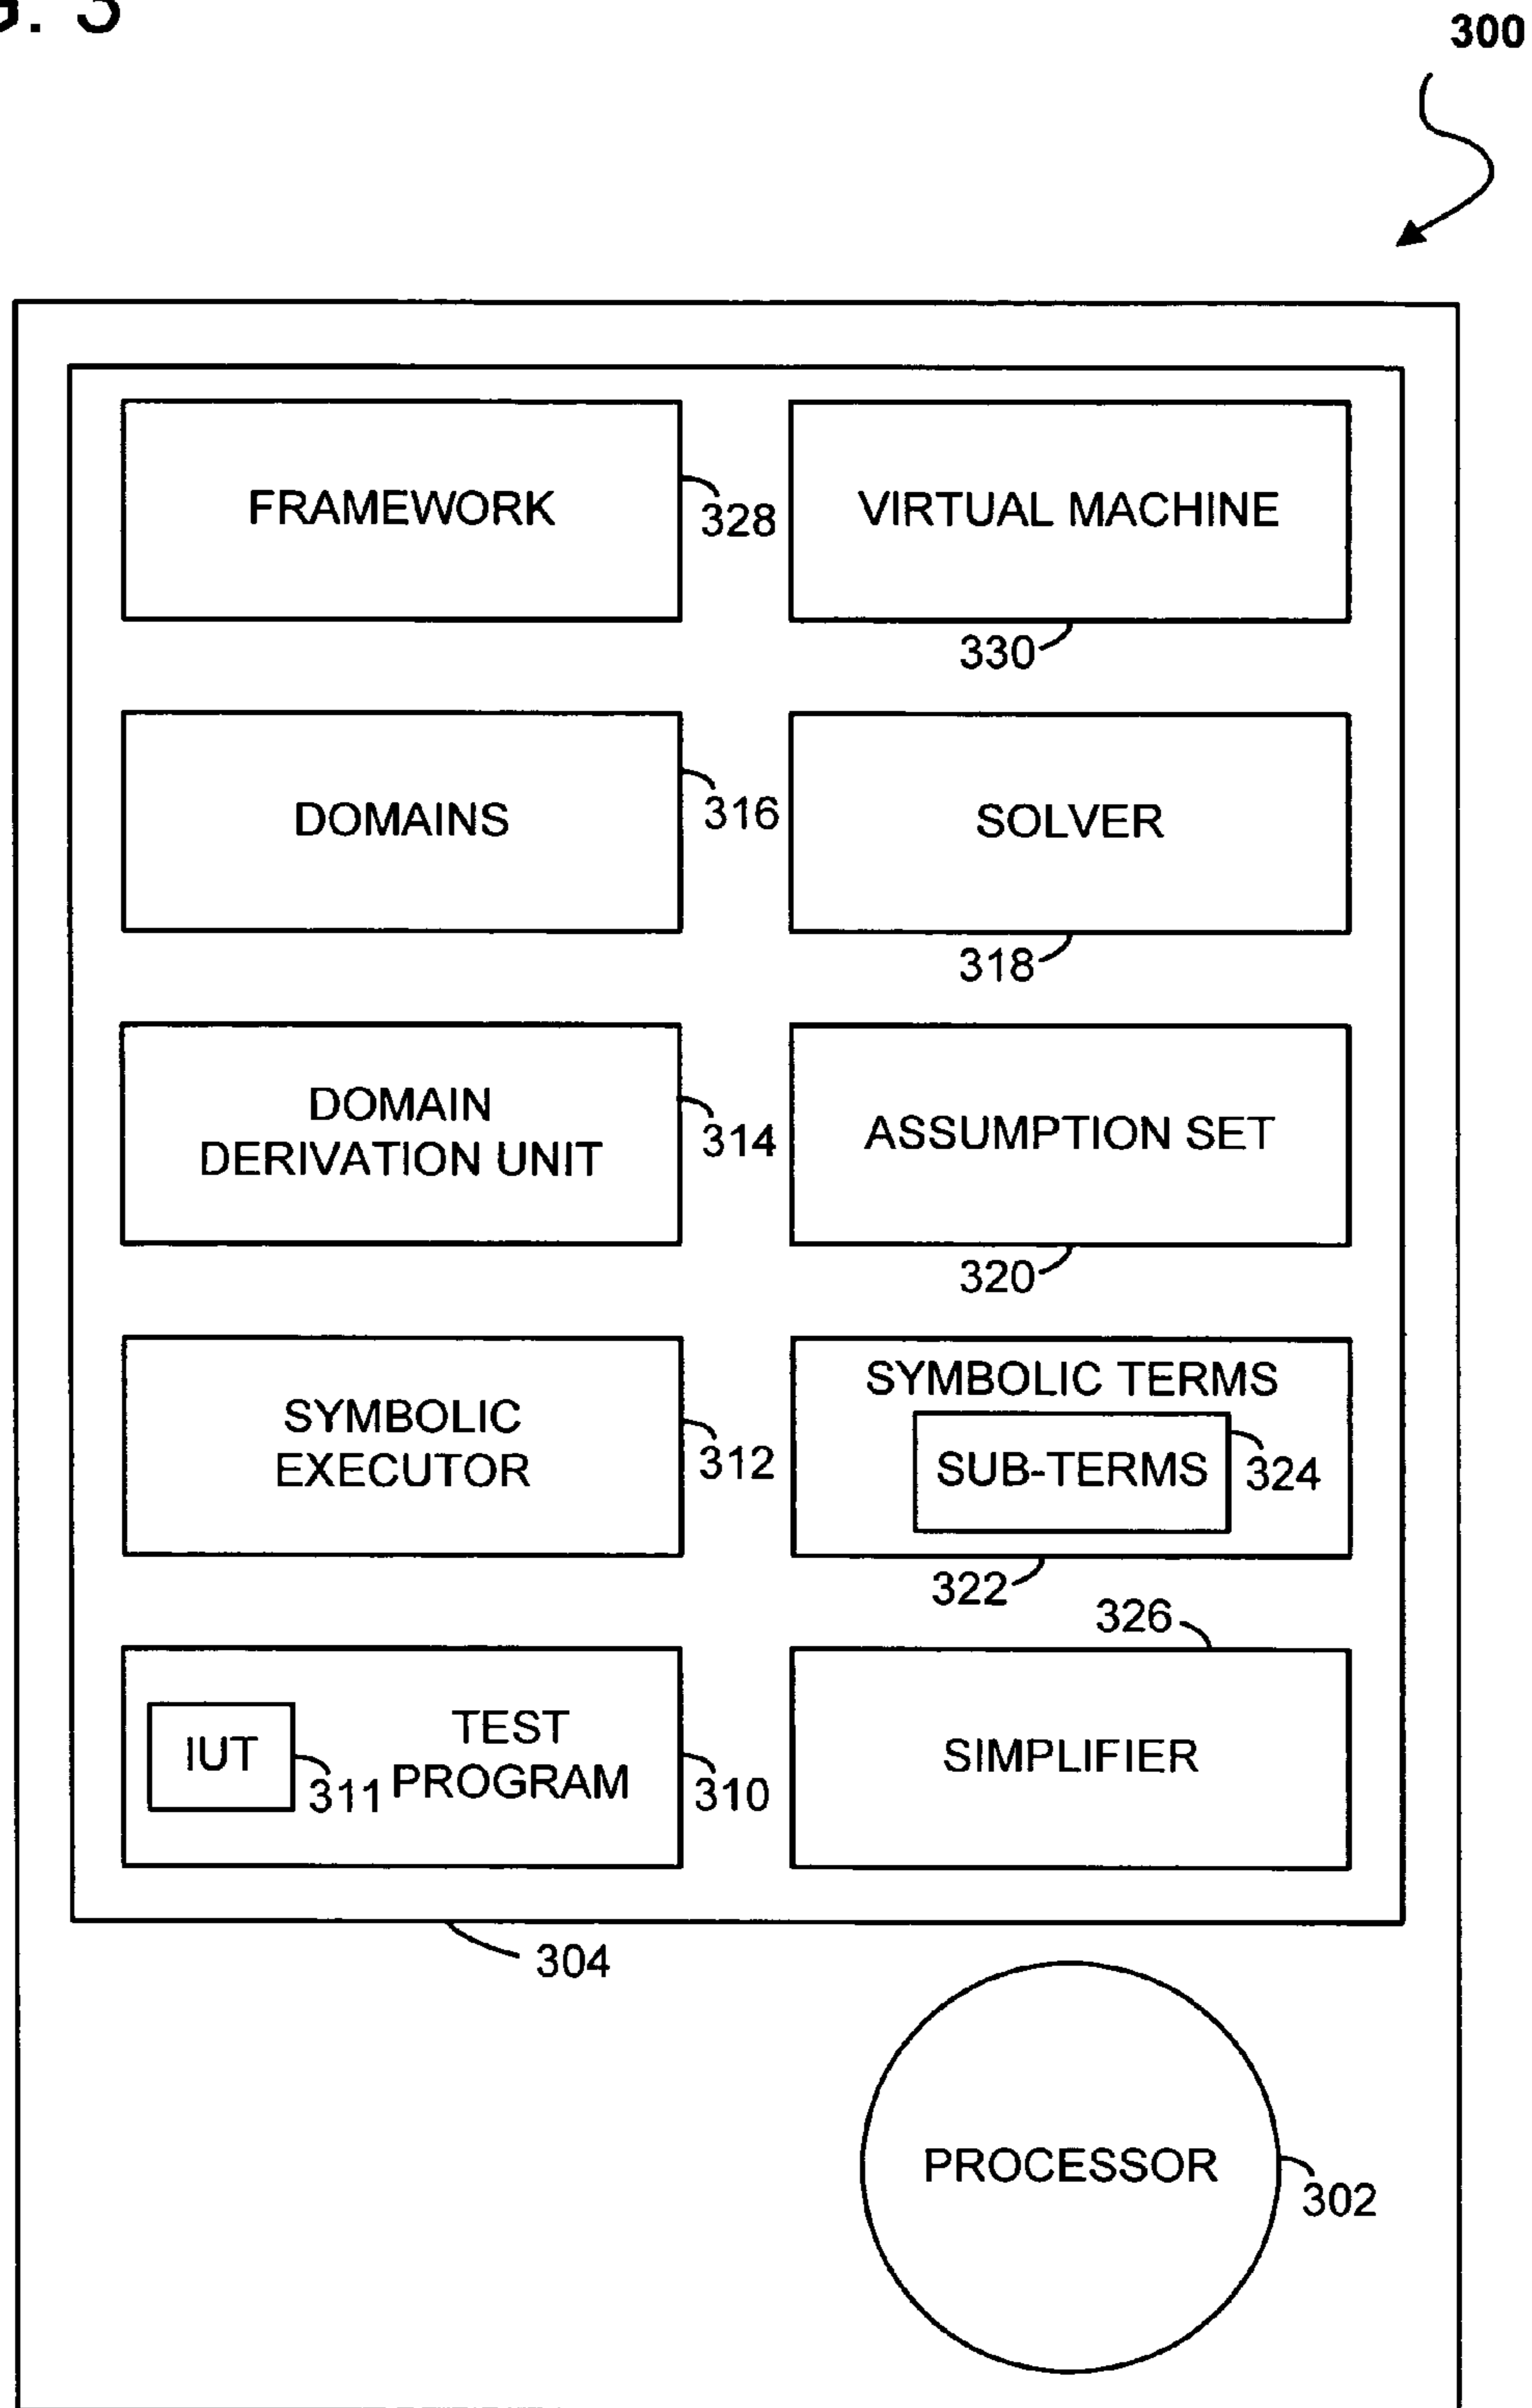 . 3
300
FRAMEWORK
328
VIRTUAL MACHINE
330
DOMAINS
316
SOLVER
318
DOMAIN
DERIVATION UNIT
314
ASSUMPTION SET
320
SYMBOLIC
EXECUTOR
312
SYMBOLIC TERMS
SUB-TERMS
324
322
326
IUT
311
TEST
PROGRAM
310
SIMPLIFIER
304
PROCESSOR
302